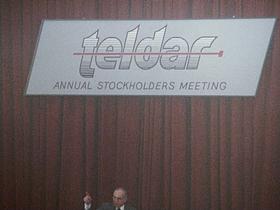 teldar
ANNUAL STOCKHOLDERS MEETING